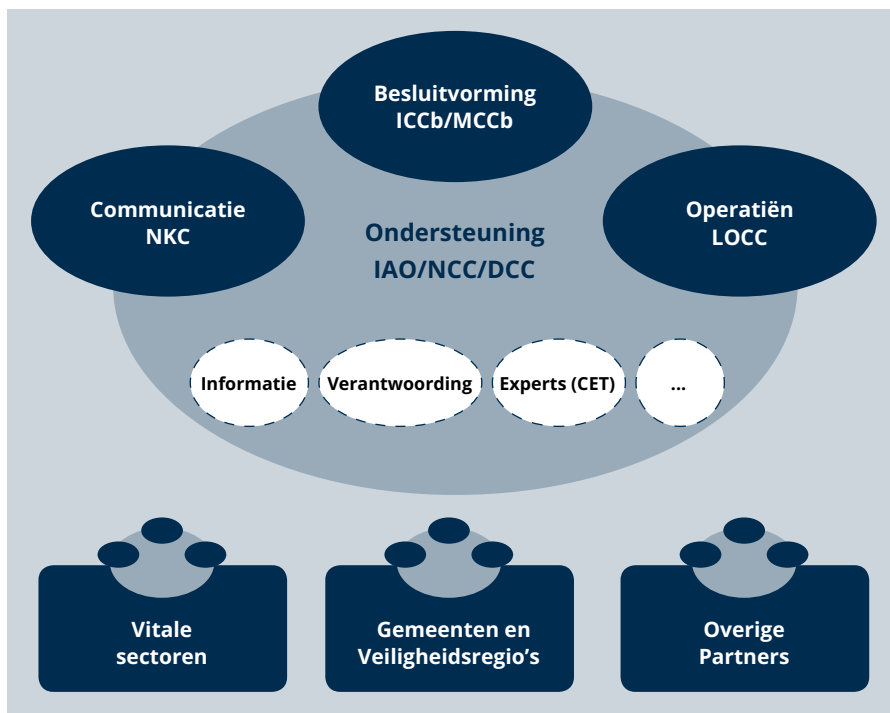 Besluitvorming
ICCb/MCCb
Communicatie
NKC
Operatiën
LOCC
Ondersteuning
IAO/NCC/DCC
Informatie
Verantwoording
Experts (CET)
...
Vitale
sectoren
Gemeenten en
Veiligheidsregio’s
Overige
Partners